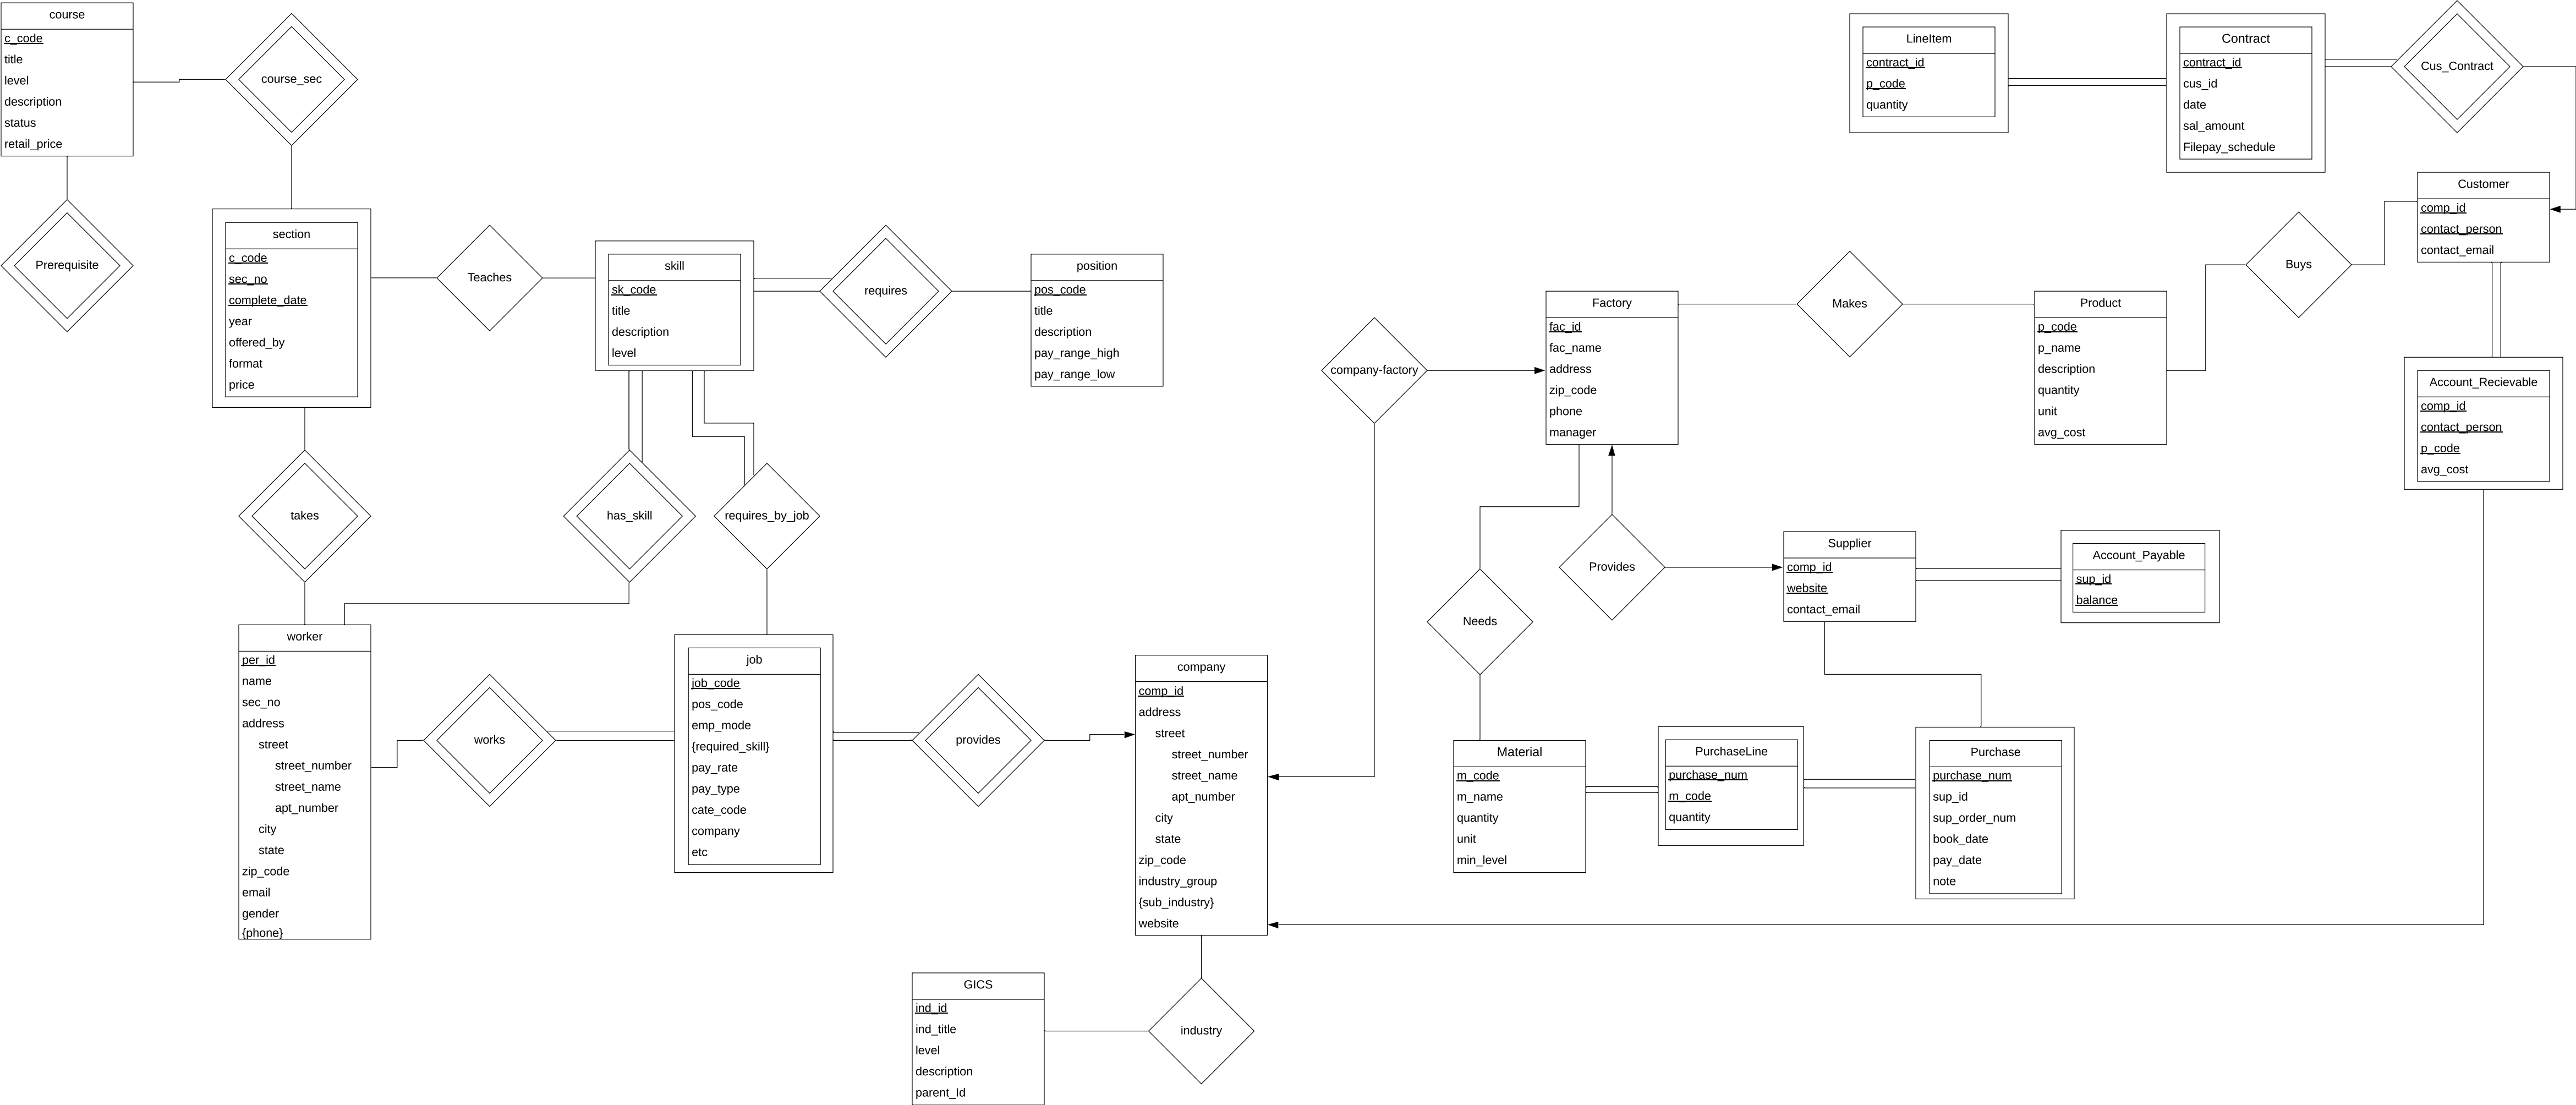 course
c_code
title
level
description
status
retail_price
course_sec
Prerequisite
section
c_code
sec_no
complete_date
year
offered_by
format
price
Teaches
skill
sk_code
title
description
level
requires
position
pos_code
title
description
pay_range_high
pay_range_low
takes
has_skill
requires_by_job
worker
per_id
name
sec_no
address
street
street_number
street_name
apt_number
city
state
zip_code
email
gender
{phone}
works
job
job_code
pos_code
emp_mode
{required_skill}
pay_rate
pay_type
cate_code
company
etc
provides
company
comp_id
address
street
street_number
street_name
apt_number
city
state
zip_code
industry_group
{sub_industry}
website
GICS
ind_id
ind_title
level
description
parent_Id
industry
company-factory
Factory
fac_id
fac_name
address
zip_code
phone
manager
Makes
Product
p_code
p_name
description
quantity
unit
avg_cost
Buys
LineItem
contract_id
p_code
quantity
Contract
contract_id
cus_id
date
sal_amount
Filepay_schedule
Cus_Contract
Customer
comp_id
contact_person
contact_email
Account_Recievable
comp_id
contact_person
p_code
avg_cost
Needs
Provides
Supplier
comp_id
website
contact_email
Account_Payable
sup_id
balance
Material
m_code
m_name
quantity
unit
min_level
PurchaseLine
purchase_num
m_code
quantity
Purchase
purchase_num
sup_id
sup_order_num
book_date
pay_date
note